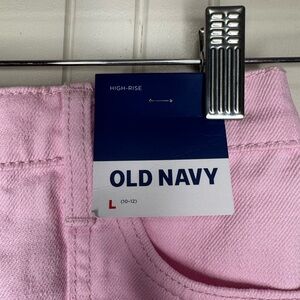 HIGH-RISE
OLD NAVY
L (10-12)